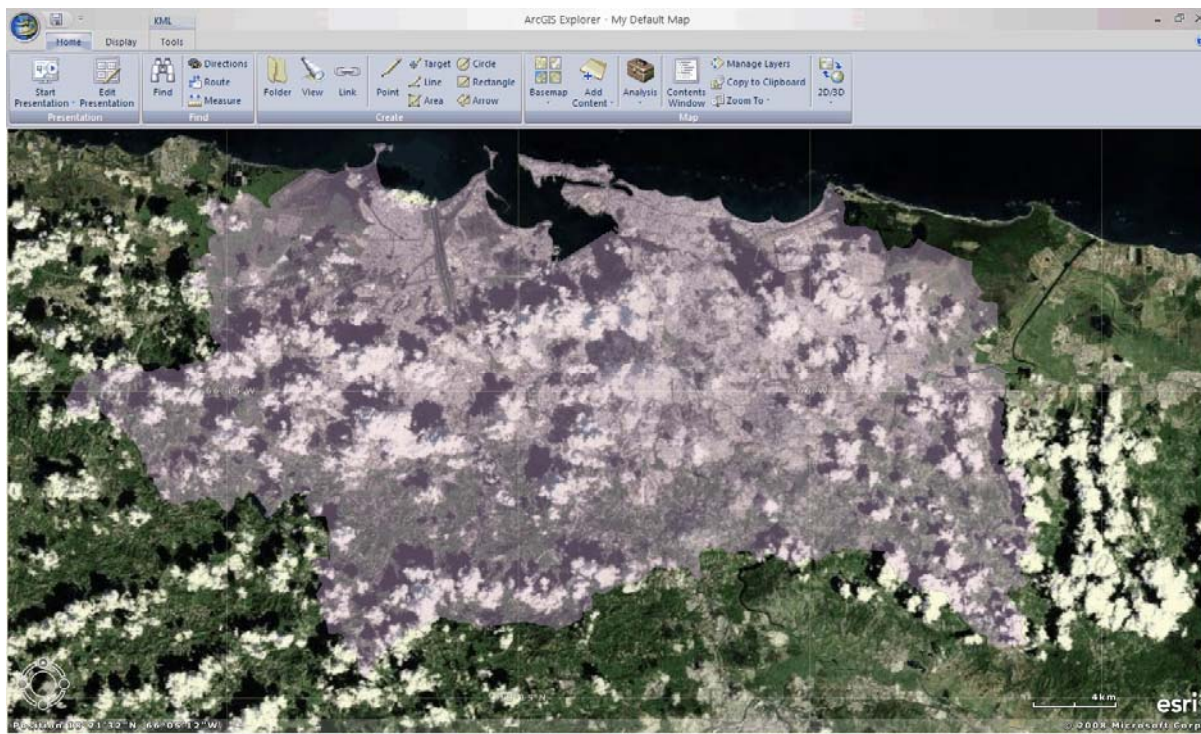 ArcGIS Explorer - My Default Map
KML
Home Display Tools
Start Presentation
Edit Presentation
Presentation
Find
Directions
Route
Measure
Find
Folder
View
Link
Point
Target
Line
Area
Circle
Rectangle
Arrow
Create
Basemap
Add Content
Analysis
Contents Window
Manage Layers
Copy to Clipboard
Zoom To
2D/3D
Map
4km
esri
© 2008 Microsoft Corp